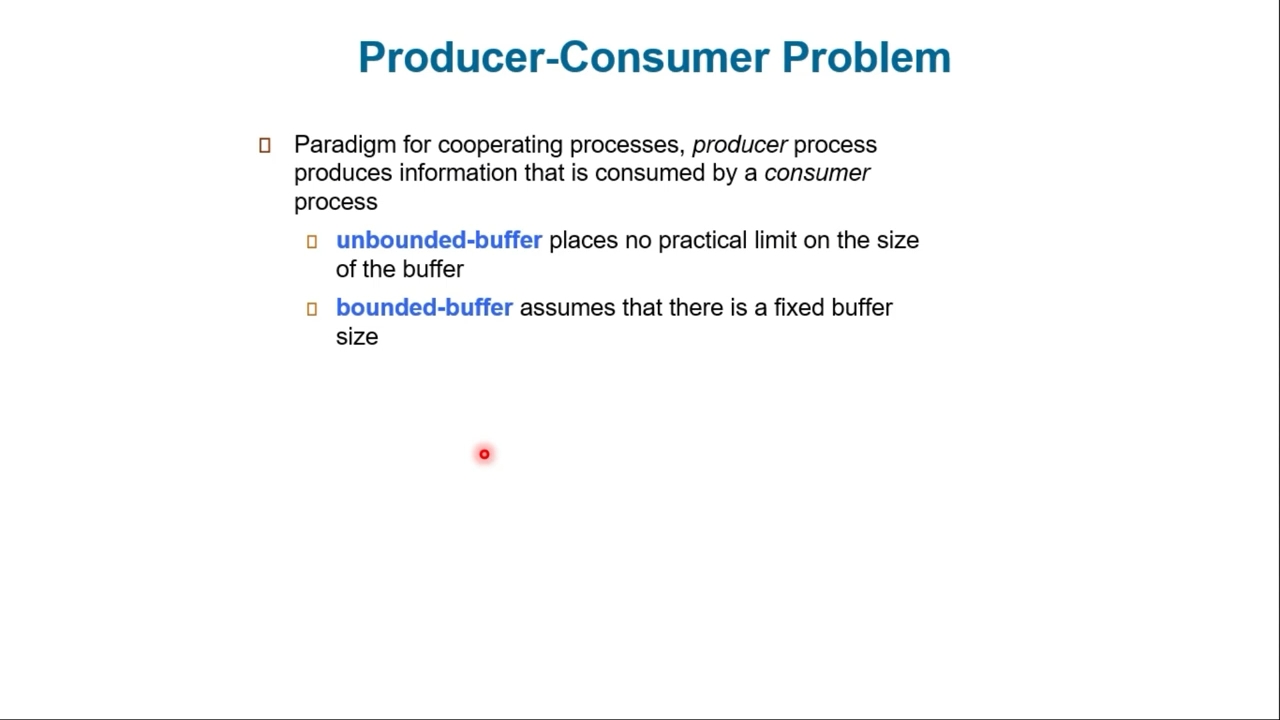 Producer-Consumer Problem
Paradigm for cooperating processes, producer process
produces information that is consumed by a consumer
process
unbounded-buffer places no practical limit on the size
of the buffer
bounded-buffer assumes that there is a fixed buffer
size